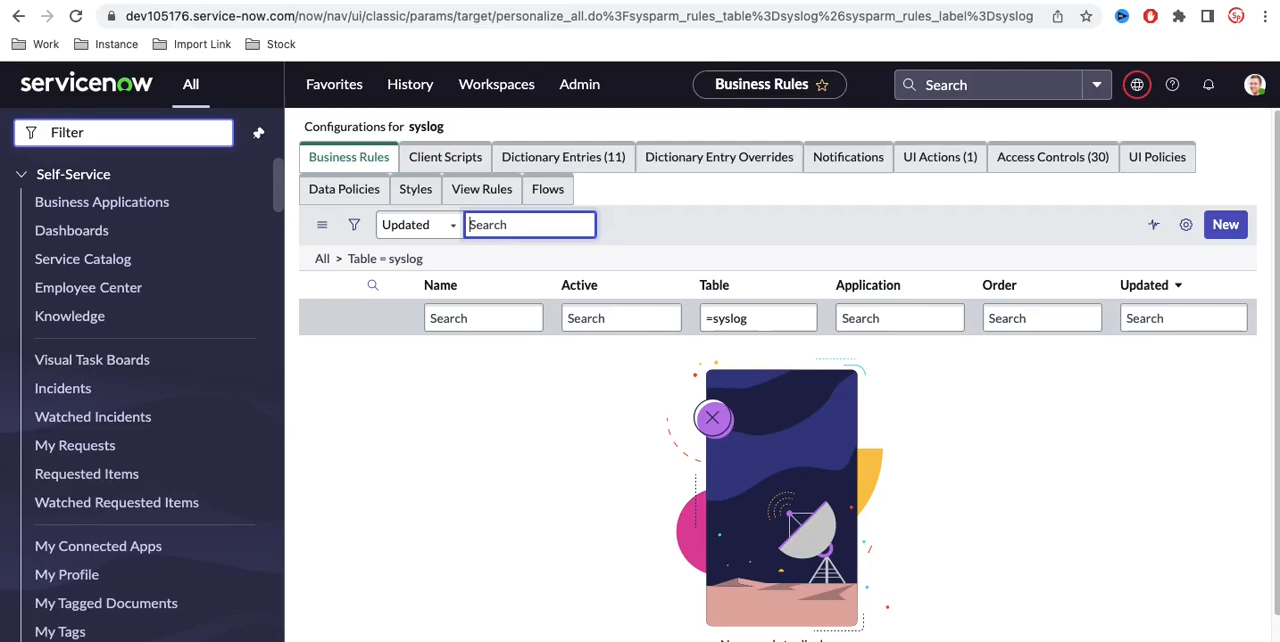 dev105176.service-now.com/now/nav/ui/classic/params/target/personalize_all.do%3Fsysparm_rules_table%3Dsyslog%26sysparm_rules_label%3Dsyslog
Work Instance Import Link Stock
servicenow All Favorites History Workspaces Admin Business Rules Search
Filter
Self-Service
Business Applications
Dashboards
Service Catalog
Employee Center
Knowledge
Visual Task Boards
Incidents
Watched Incidents
My Requests
Requested Items
Watched Requested Items
My Connected Apps
My Profile
My Tagged Documents
My Tags
Configurations for syslog
Business Rules Client Scripts Dictionary Entries (11) Dictionary Entry Overrides Notifications UI Actions (1) Access Controls (30) UI Policies
Data Policies Styles View Rules Flows
Updated Search New
All > Table = syslog
Name Active Table Application Order Updated
Search Search =syslog Search Search Search